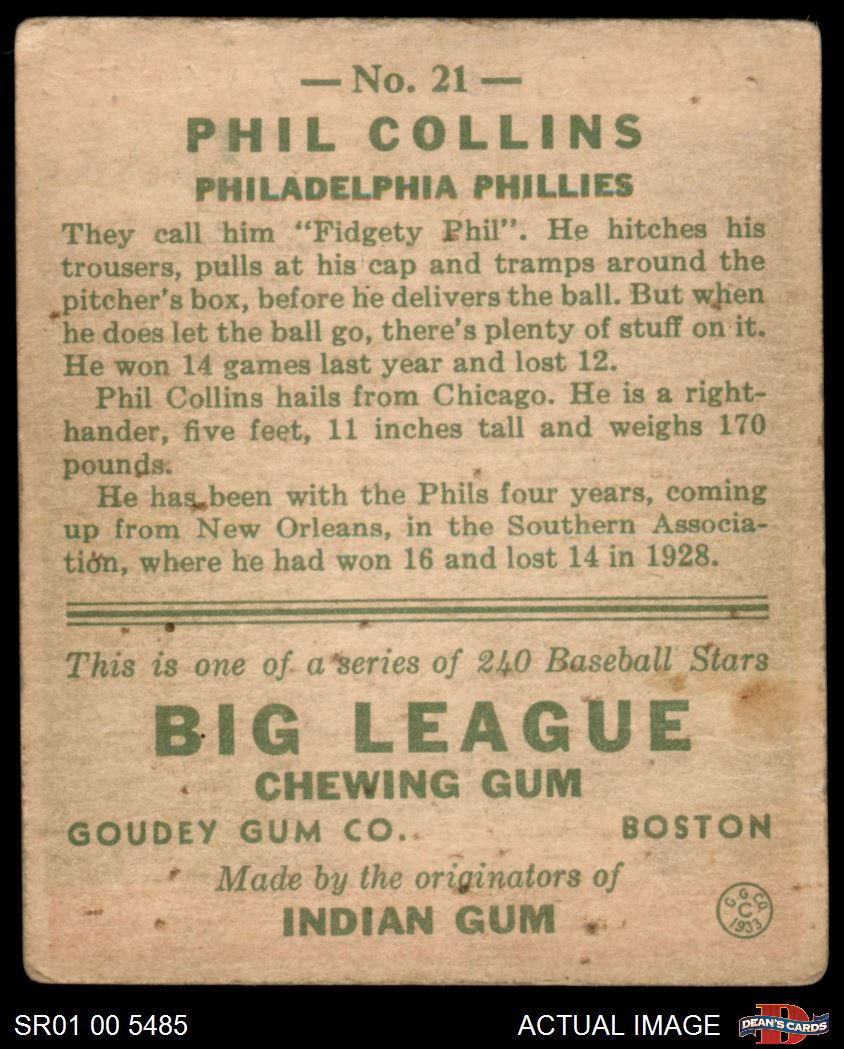 — No. 21 —
PHIL COLLINS
PHILADELPHIA PHILLIES
They call him "Fidgety Phil". He hitches his
trousers, pulls at his cap and tramps around the
pitcher's box, before he delivers the ball. But when
he does let the ball go, there's plenty of stuff on it.
He won 14 games last year and lost 12.
Phil Collins hails from Chicago. He is a right-
hander, five feet, 11 inches tall and weighs 170
pounds.
He has been with the Phils four years, coming
up from New Orleans, in the Southern Associa-
tion, where he had won 16 and lost 14 in 1928.
This is one of a series of 240 Baseball Stars
BIG LEAGUE
CHEWING GUM
GOUDEY GUM CO. BOSTON
Made by the originators of
INDIAN GUM
G. G. CO.
C
1933
SR01 00 5485 ACTUAL IMAGE D DEAN'S CARDS